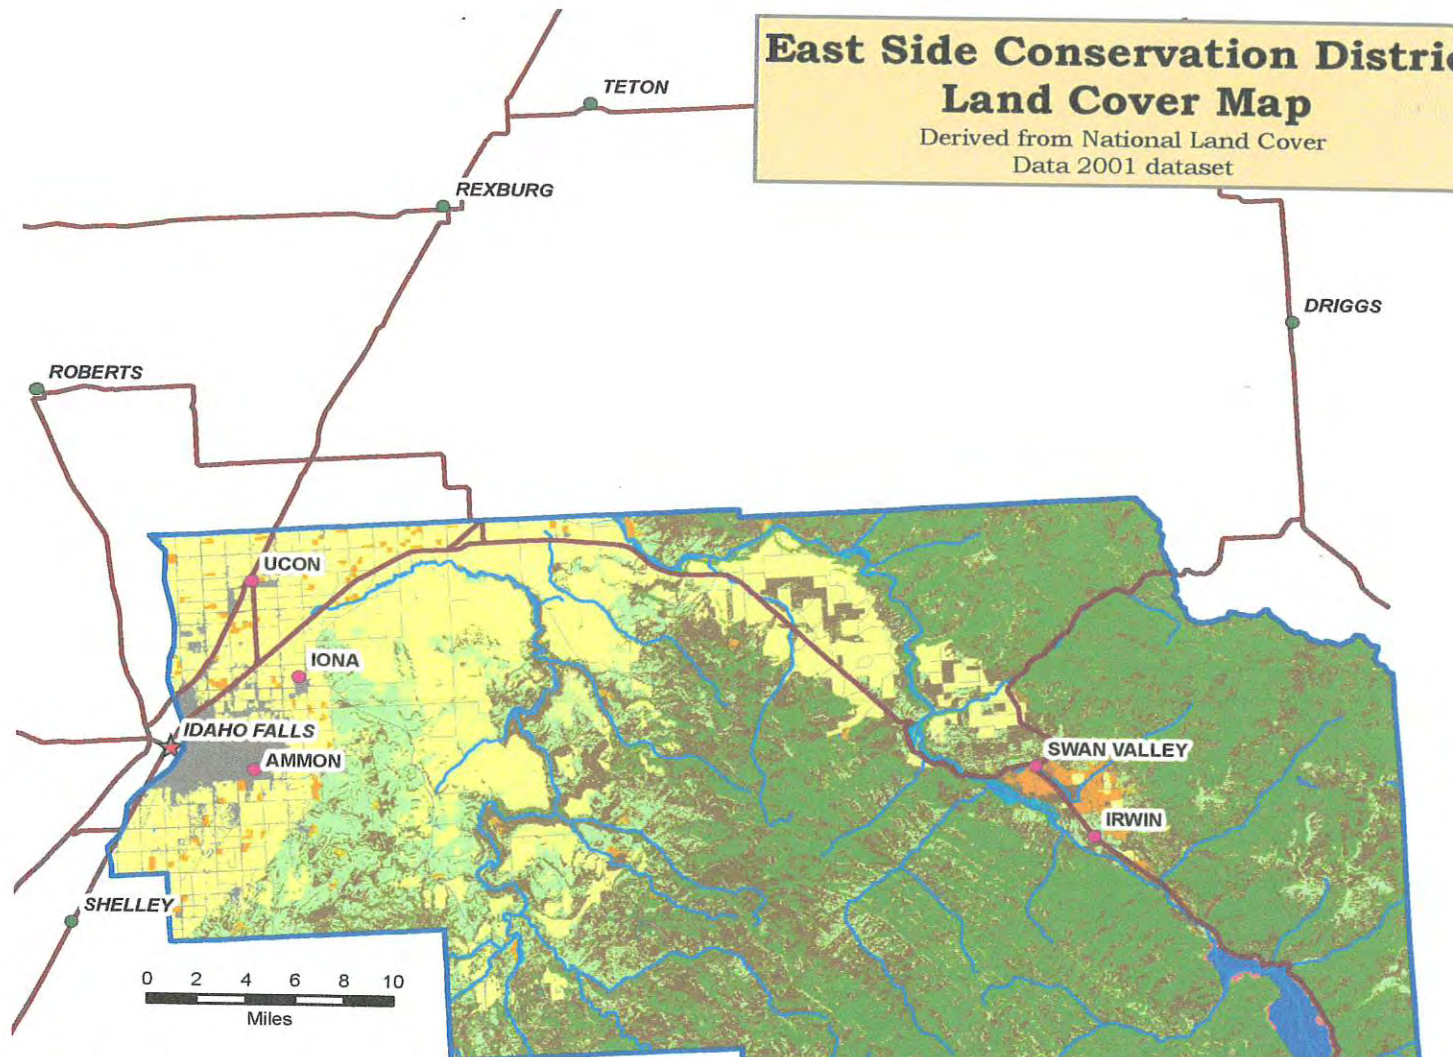 East Side Conservation Distri
Land Cover Map
Derived from National Land Cover
Data 2001 dataset
TETON
REXBURG
DRIGGS
ROBERTS
UCON
IONA
IDAHO FALLS
AMMON
SWAN VALLEY
IRWIN
SHELLEY
0 2 4 6 8 10
Miles